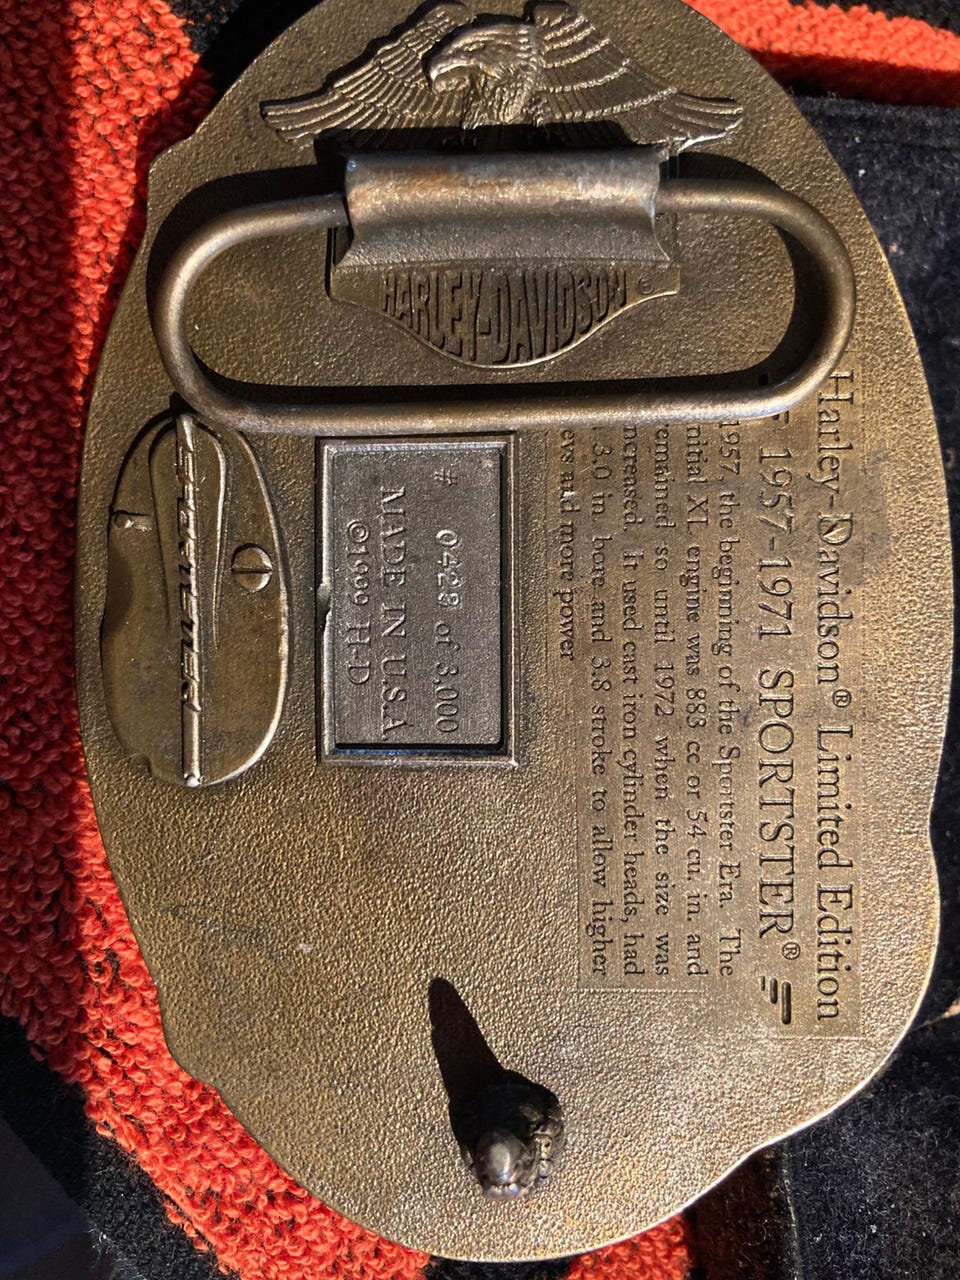 Harley-Davidson® Limited Edition
1957-1971 SPORTSTER®
1957, the beginning of the Sportster Era. The
initial XL engine was 883 cc or 54 cu. in. and
remained so until 1972 when the size was
increased. It used cast iron cylinder heads, had
3.0 in. bore and 3.8 stroke to allow higher
revs and more power
# 0429 of 3,000
MADE IN U.S.A
©1999 H-D
HARLEY-DAVIDSON®